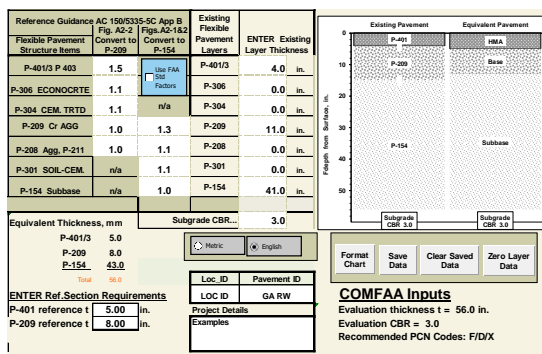 Reference Guidance AC 150/5335-5C App B
Existing Flexible Pavement Layers
ENTER Existing Layer Thickness
Flexible Pavement Structure Items
Fig. A2-2 Convert to P-209
Figs.A2-1&2 Convert to P-154
P-401/3 P 403 1.5 P-401/3 4.0 in.
Use FAA Std Factors
P-306 ECONOCRTE 1.1 P-306 0.0 in.
P-304 CEM. TRTD 1.1 n/a P-304 0.0 in.
P-209 Cr AGG 1.0 1.3 P-209 11.0 in.
P-208 Agg, P-211 1.0 1.1 P-208 0.0 in.
P-301 SOIL-CEM. n/a 1.1 P-301 0.0 in.
P-154 Subbase n/a 1.0 P-154 41.0 in.
Subgrade CBR... 3.0
Equivalent Thickness, mm
P-401/3 5.0
P-209 8.0
P-154 43.0
Total 56.0
ENTER Ref.Section Requirements
P-401 reference t 5.00 in.
P-209 reference t 8.00 in.
Metric
English
Loc_ID Pavement ID
LOC ID GA RW
Project Details
Examples
Existing Pavement
Equivalent Pavement
Fdepth from Surface, in.
0
10
20
30
40
50
P-401
P-209
P-154
Subgrade
CBR 3.0
HMA
Base
Subbase
Subgrade
CBR 3.0
Format Chart
Save Data
Clear Saved Data
Zero Layer Data
COMFAA Inputs
Evaluation thickness t = 56.0 in.
Evaluation CBR = 3.0
Recommended PCN Codes: F/D/X